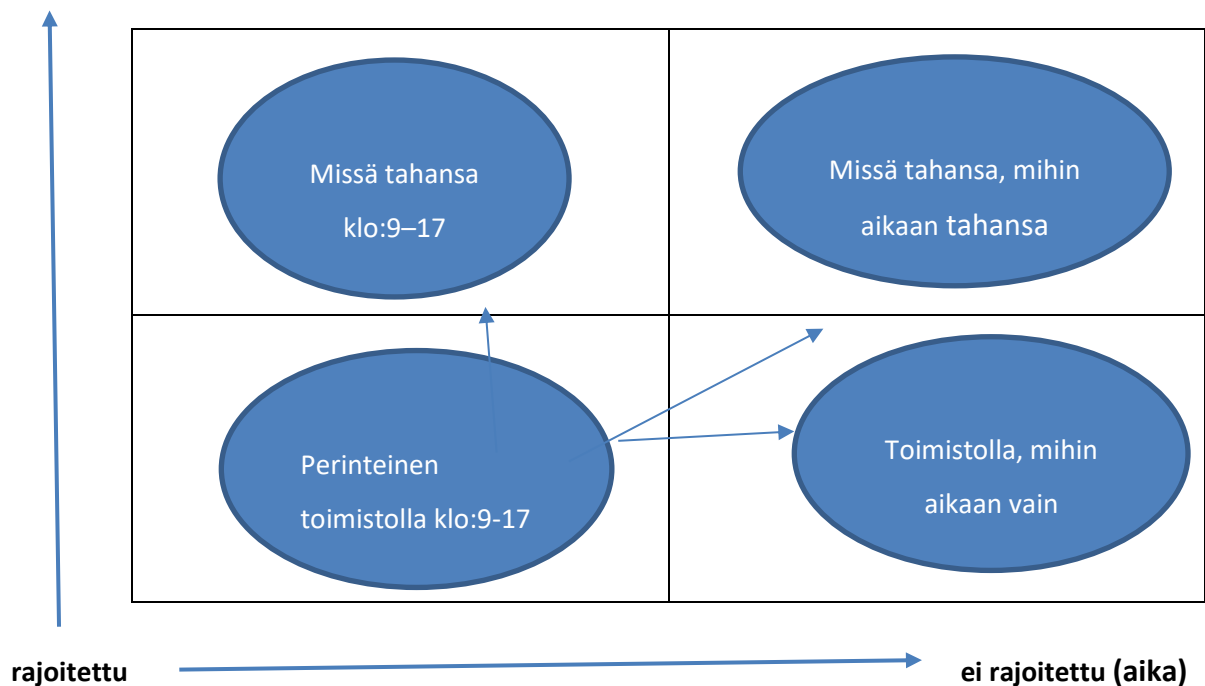 Missä tahansa
klo:9–17
Missä tahansa, mihin
aikaan tahansa
Perinteinen
toimistolla klo:9-17
Toimistolla, mihin
aikaan vain
rajoitettu
ei rajoitettu (aika)